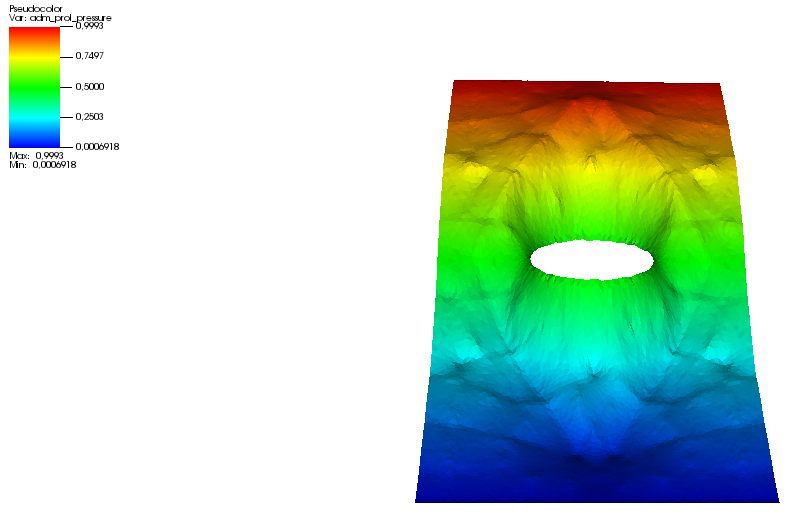 Pseudocolor
Var: adm_prol_pressure
0,9993
0,7497
0,5000
0,2503
0,0006918
Max: 0,9993
Min: 0,0006918